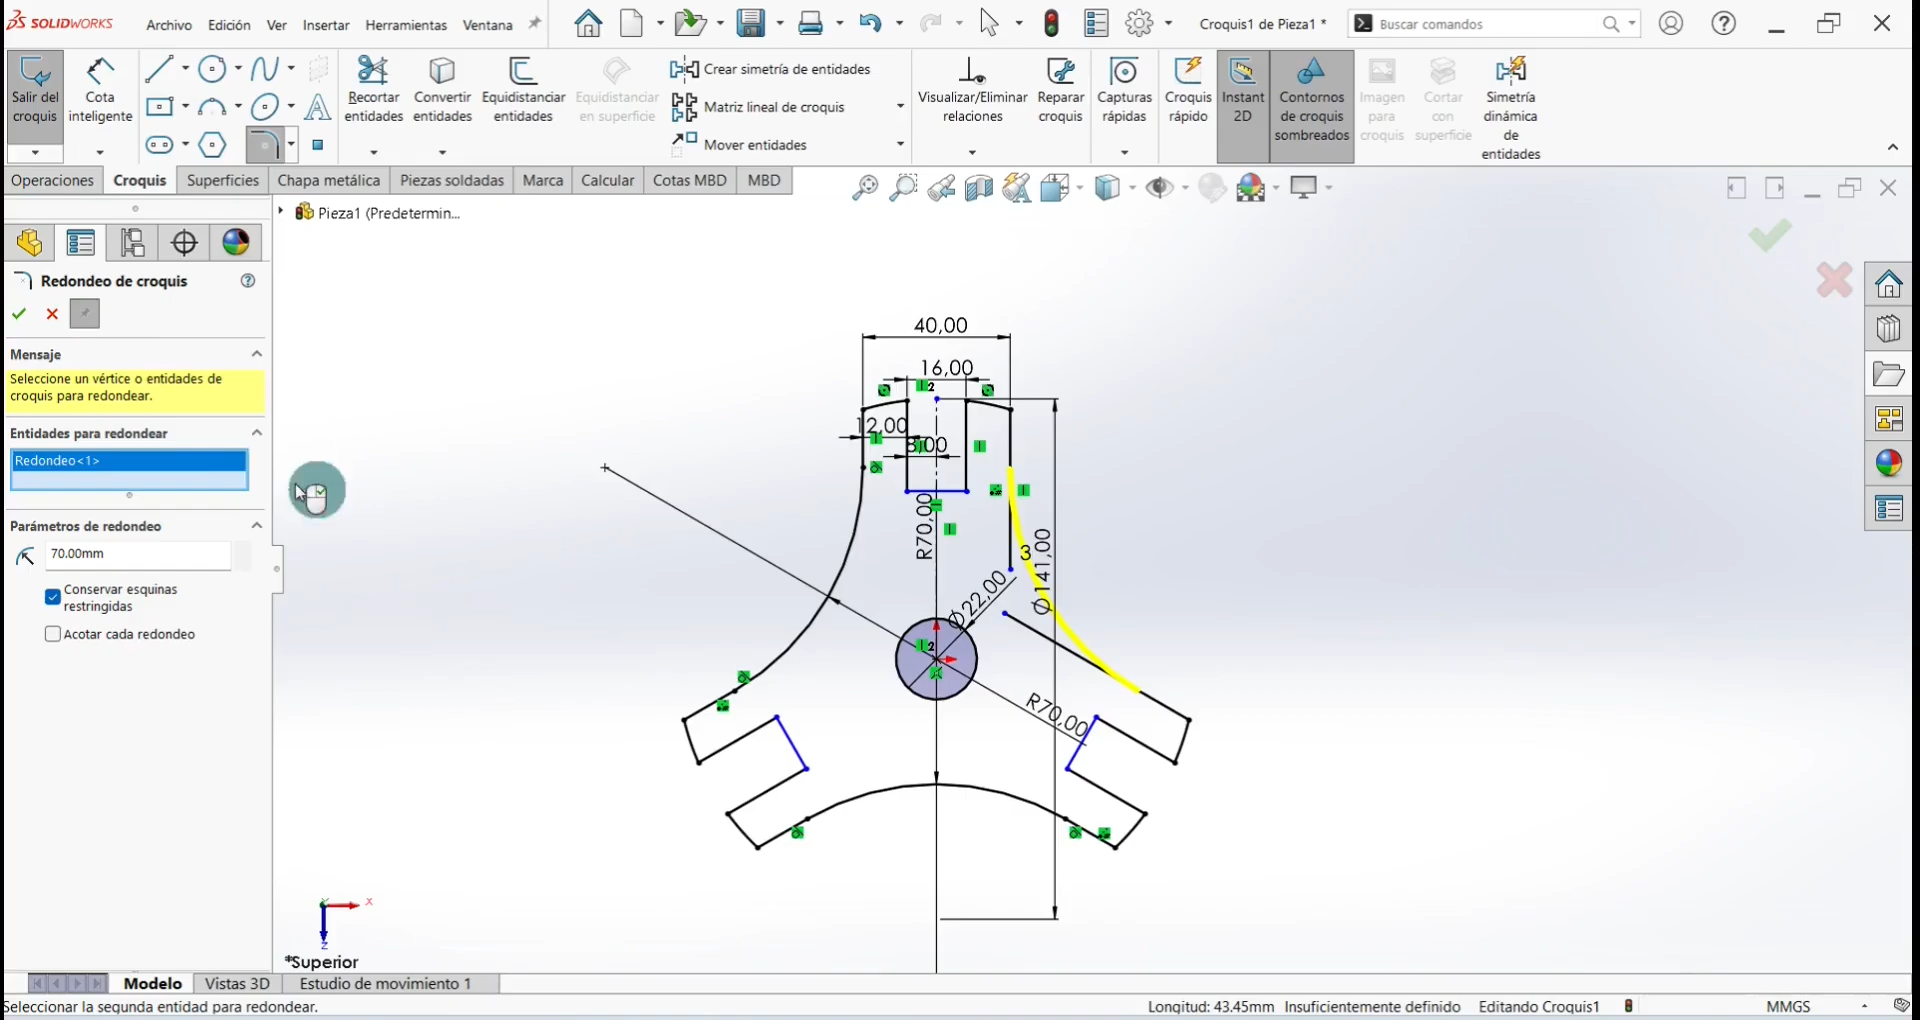 SOLIDWORKS
Archivo Edición Ver Insertar Herramientas Ventana
Croquis1 de Pieza1 *
Buscar comandos
Salir del croquis
Cota inteligente
Recortar entidades
Convertir entidades
Equidistanciar entidades
Equidistanciar en superficie
Crear simetría de entidades
Matriz lineal de croquis
Mover entidades
Visualizar/Eliminar relaciones
Reparar croquis
Capturas rápidas
Croquis rápido
Instant 2D
Contornos de croquis sombreados
Imagen para croquis
Cortar con superficie
Simetría dinámica de entidades
Operaciones Croquis Superficies Chapa metálica Piezas soldadas Marca Calcular Cotas MBD MBD
Pieza1 (Predetermin...
Redondeo de croquis
Mensaje
Seleccione un vértice o entidades de
croquis para redondear.
Entidades para redondear
Redondeo<1>
Parámetros de redondeo
70.00mm
Conservar esquinas
restringidas
Acotar cada redondeo
40,00
16,00
2
12,00
8,00
R70,00
3
Ø141,00
Ø22,00
2
R70,00
x
z
*Superior
Modelo Vistas 3D Estudio de movimiento 1
Seleccionar la segunda entidad para redondear.
Longitud: 43.45mm Insuficientemente definido Editando Croquis1 MMGS